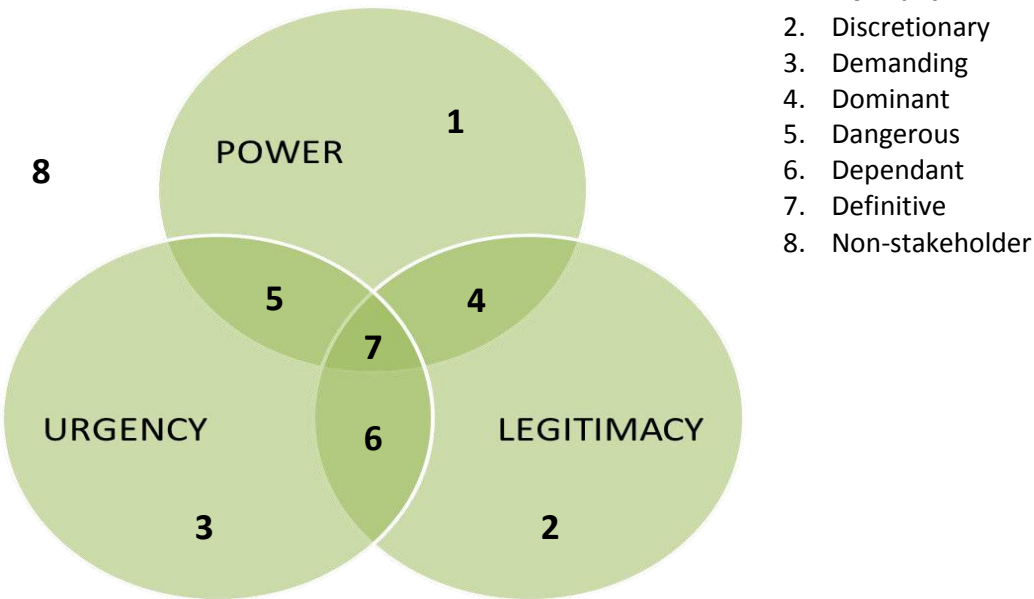 2. Discretionary
3. Demanding
4. Dominant
5. Dangerous
6. Dependant
7. Definitive
8. Non-stakeholder
1
POWER
8
5
4
7
URGENCY
6
LEGITIMACY
3
2